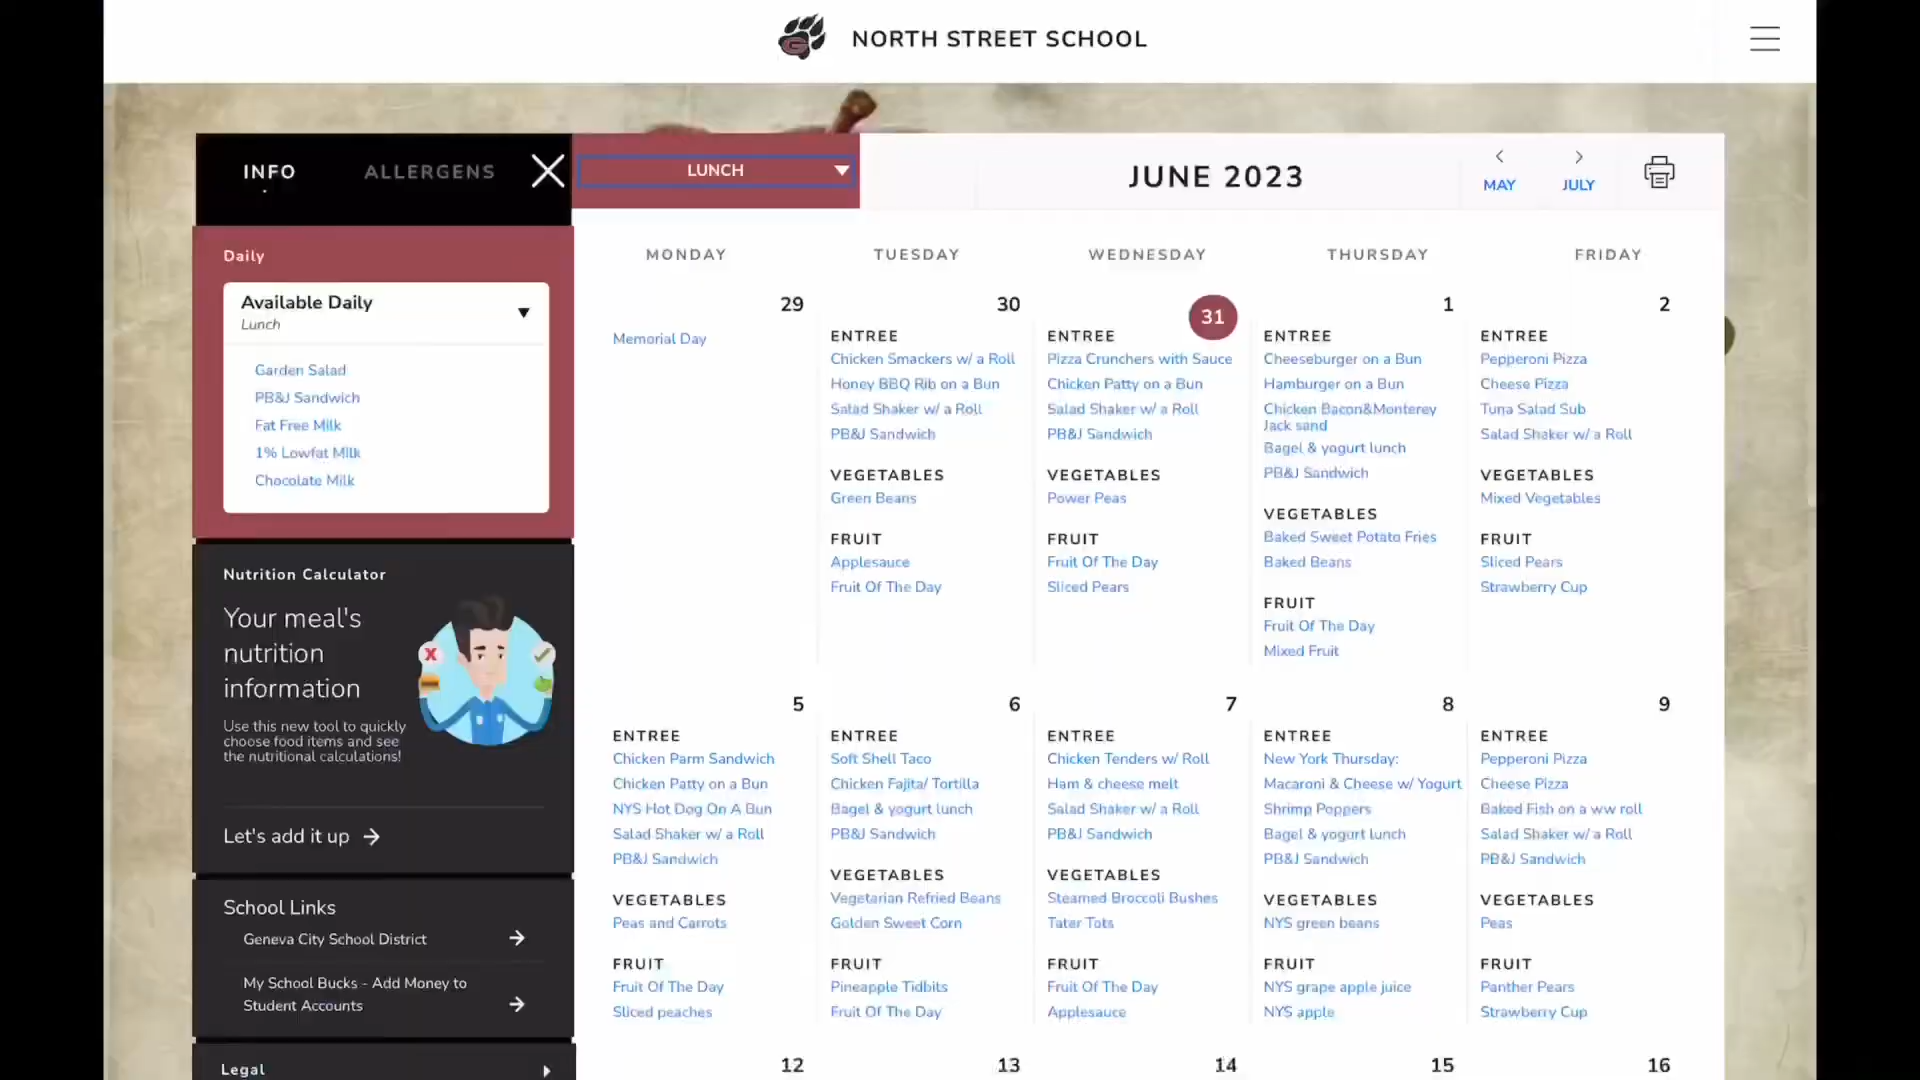 NORTH STREET SCHOOL
INFO
ALLERGENS
LUNCH
JUNE 2023
MAY
JULY
Daily
Available Daily
Lunch
Garden Salad
PB&J Sandwich
Fat Free Milk
1% Lowfat Milk
Chocolate Milk
Nutrition Calculator
Your meal's
nutrition
information
Use this new tool to quickly
choose food items and see
the nutritional calculations!
Let's add it up
School Links
Geneva City School District
My School Bucks - Add Money to
Student Accounts
Legal
MONDAY
TUESDAY
WEDNESDAY
THURSDAY
FRIDAY
29
Memorial Day
30
ENTREE
Chicken Smackers w/ a Roll
Honey BBQ Rib on a Bun
Salad Shaker w/ a Roll
PB&J Sandwich
VEGETABLES
Green Beans
FRUIT
Applesauce
Fruit Of The Day
31
ENTREE
Pizza Crunchers with Sauce
Chicken Patty on a Bun
Salad Shaker w/ a Roll
PB&J Sandwich
VEGETABLES
Power Peas
FRUIT
Fruit Of The Day
Sliced Pears
1
ENTREE
Cheeseburger on a Bun
Hamburger on a Bun
Chicken Bacon&Monterey
Jack sand
Bagel & yogurt lunch
PB&J Sandwich
VEGETABLES
Baked Sweet Potato Fries
Baked Beans
FRUIT
Fruit Of The Day
Mixed Fruit
2
ENTREE
Pepperoni Pizza
Cheese Pizza
Tuna Salad Sub
Salad Shaker w/ a Roll
VEGETABLES
Mixed Vegetables
FRUIT
Sliced Pears
Strawberry Cup
5
ENTREE
Chicken Parm Sandwich
Chicken Patty on a Bun
NYS Hot Dog On A Bun
Salad Shaker w/ a Roll
PB&J Sandwich
VEGETABLES
Peas and Carrots
FRUIT
Fruit Of The Day
Sliced peaches
6
ENTREE
Soft Shell Taco
Chicken Fajita/ Tortilla
Bagel & yogurt lunch
PB&J Sandwich
VEGETABLES
Vegetarian Refried Beans
Golden Sweet Corn
FRUIT
Pineapple Tidbits
Fruit Of The Day
7
ENTREE
Chicken Tenders w/ Roll
Ham & cheese melt
Salad Shaker w/ a Roll
PB&J Sandwich
VEGETABLES
Steamed Broccoli Bushes
Tater Tots
FRUIT
Fruit Of The Day
Applesauce
8
ENTREE
New York Thursday:
Macaroni & Cheese w/ Yogurt
Shrimp Poppers
Bagel & yogurt lunch
PB&J Sandwich
VEGETABLES
NYS green beans
FRUIT
NYS grape apple juice
NYS apple
9
ENTREE
Pepperoni Pizza
Cheese Pizza
Baked Fish on a ww roll
Salad Shaker w/ a Roll
PB&J Sandwich
VEGETABLES
Peas
FRUIT
Panther Pears
Strawberry Cup
12
13
14
15
16